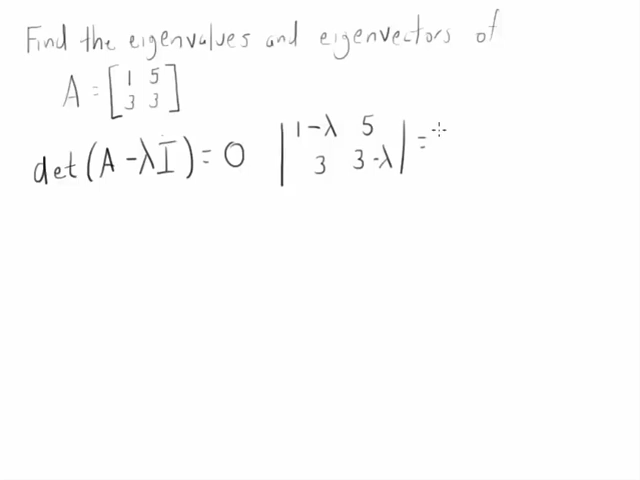 Find the eigenvalues and eigenvectors of
A = [1 5
3 3]
det(A - λI) = 0 |1-λ 5
3 3-λ| =